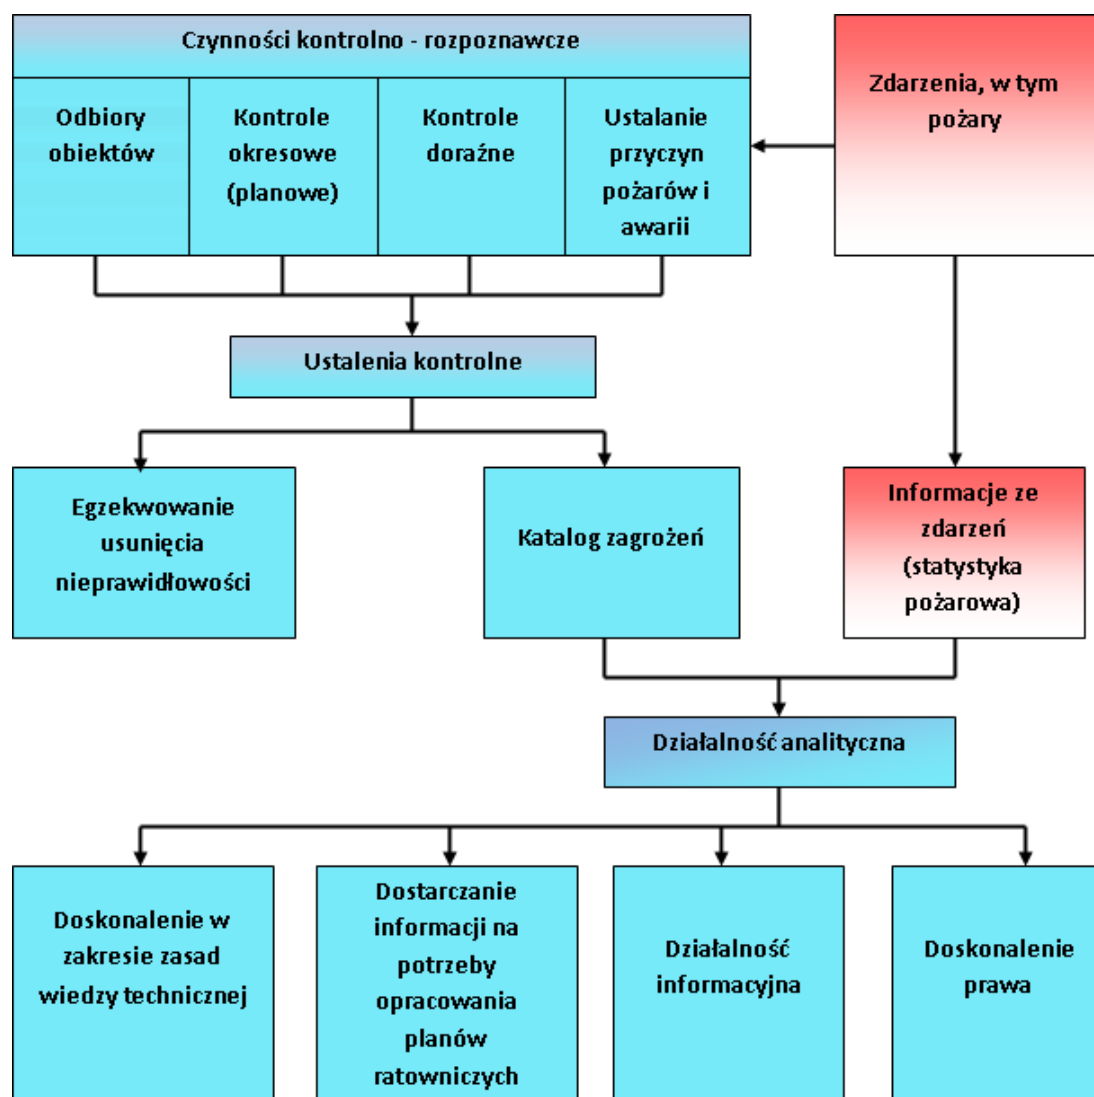 Czynności kontrolno - rozpoznawcze
Odbiory
obiektów
Kontrole
okresowe
(planowe)
Kontrole
doraźne
Ustalanie
przyczyn
pożarów i
awarii
Zdarzenia, w tym
pożary
Ustalenia kontrolne
Egzekwowanie
usunięcia
nieprawidłowości
Katalog zagrożeń
Informacje ze
zdarzeń
(statystyka
pożarowa)
Działalność analityczna
Doskonalenie w
zakresie zasad
wiedzy technicznej
Dostarczanie
informacji na
potrzeby
opracowania
planów
ratowniczych
Działalność
informacyjna
Doskonalenie
prawa